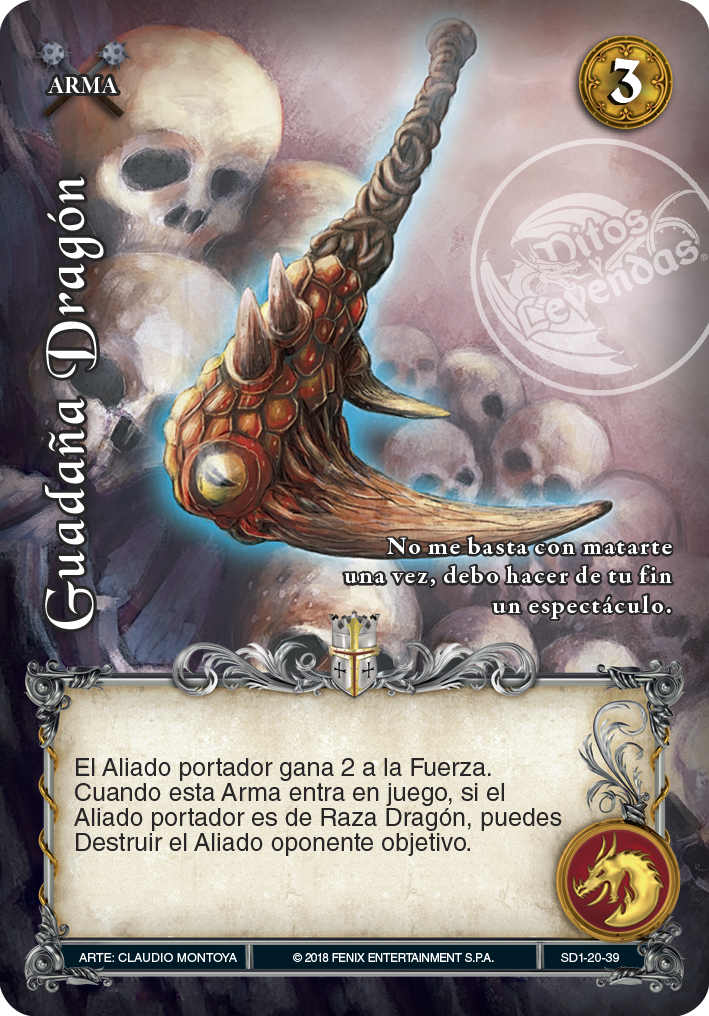 ARMA
3
Mitos
y
Leyendas®
Guadaña Dragón
No me basta con matarte
una vez, debo hacer de tu fin
un espectáculo.
El Aliado portador gana 2 a la Fuerza.
Cuando esta Arma entra en juego, si el
Aliado portador es de Raza Dragón, puedes
Destruir el Aliado oponente objetivo.
ARTE: CLAUDIO MONTOYA
© 2018 FENIX ENTERTAINMENT S.P.A.
SD1-20-39